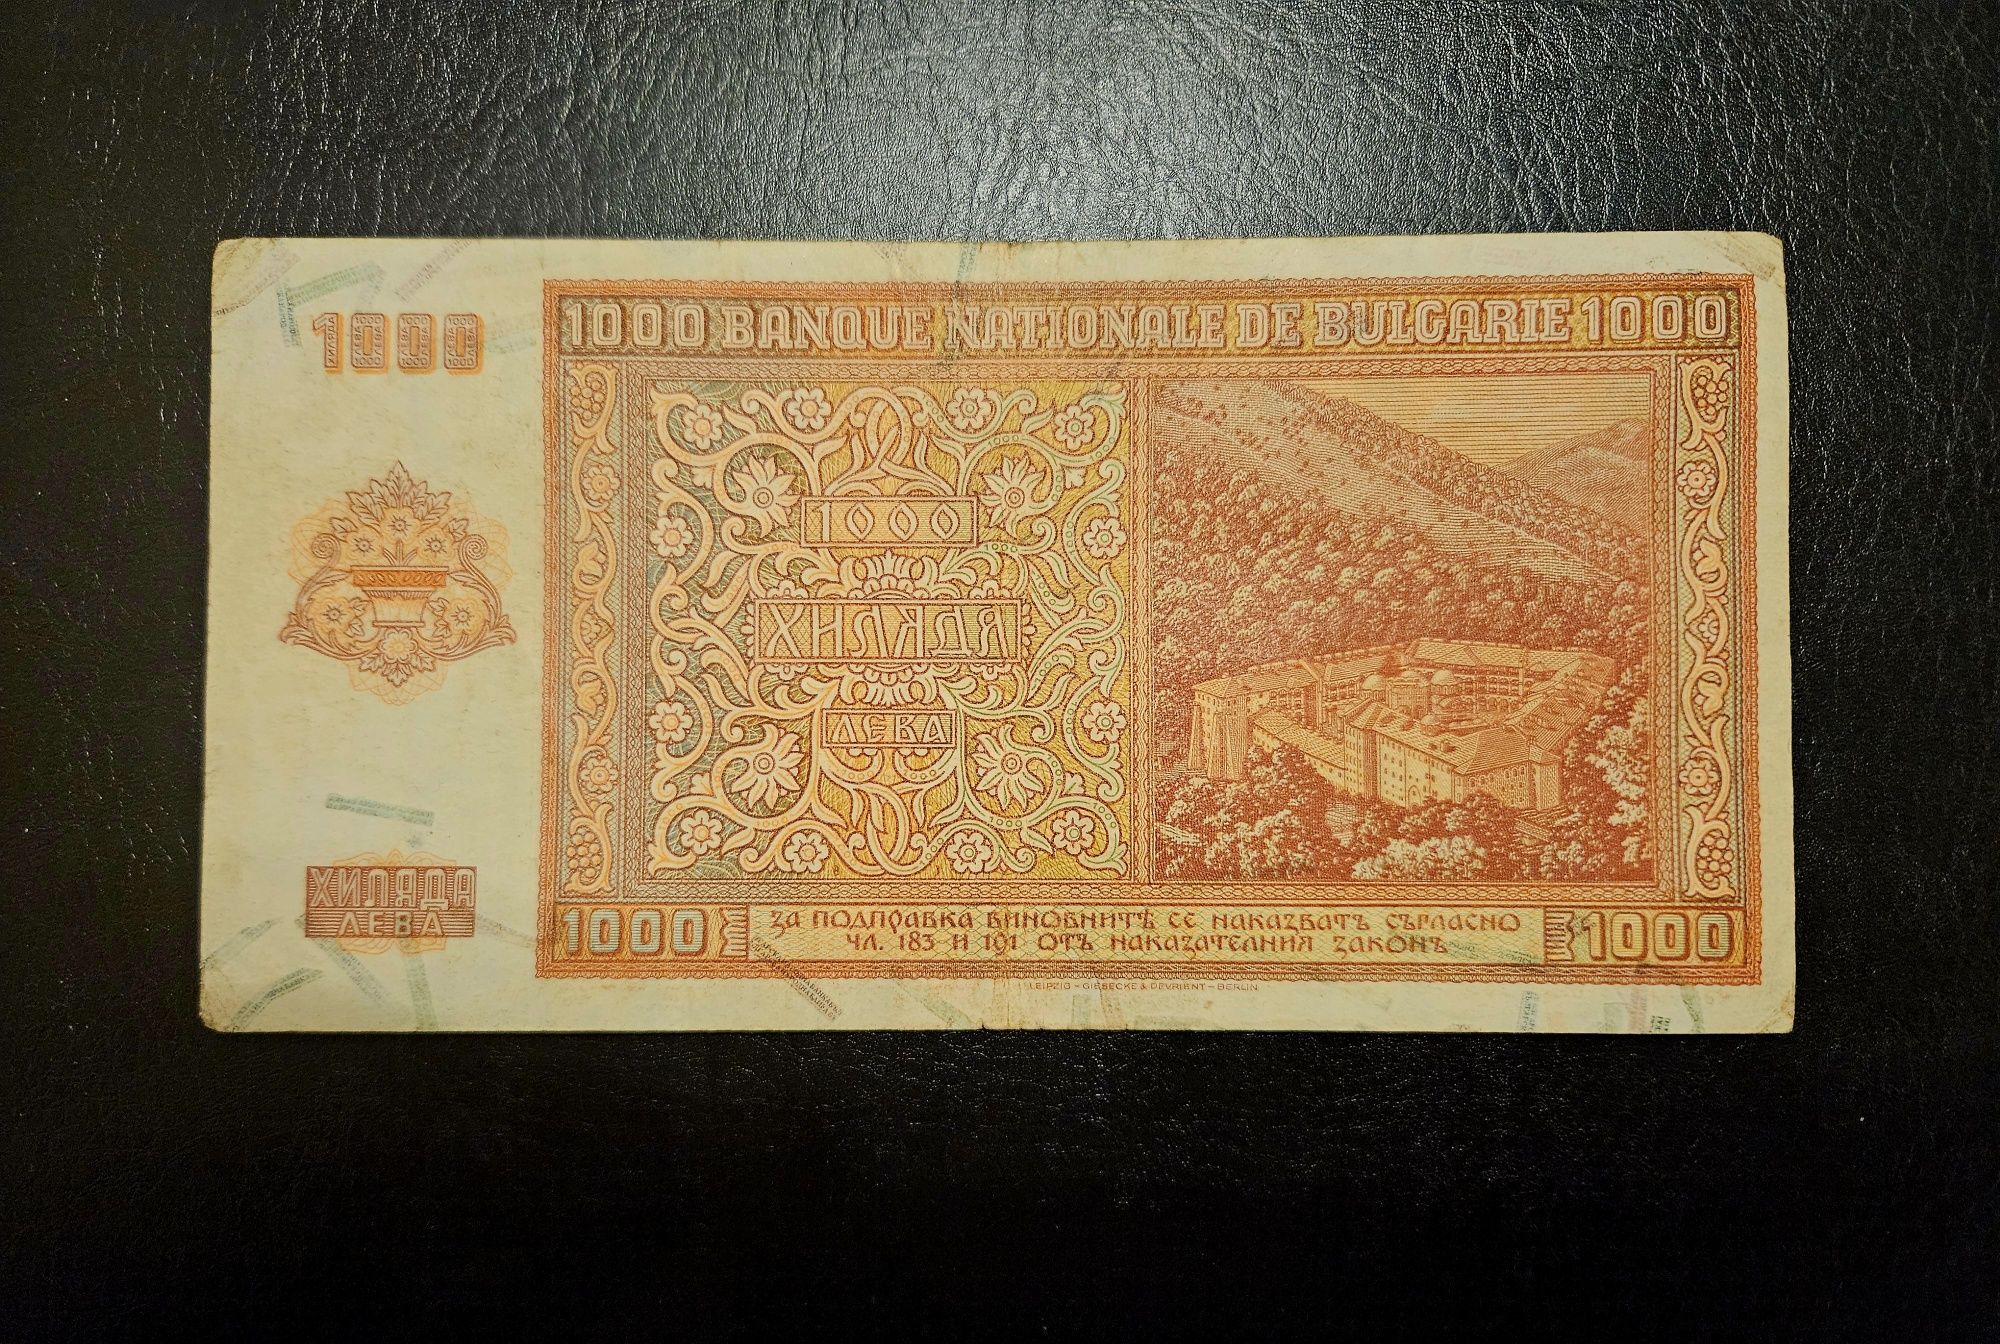 1000 BANQUE NATIONALE DE BULGARIE 1000
1000
1000
ХИЛЯДА
ЛЕВА
ХИЛЯДА
ЛЕВА
1000
ЗА ПОДПРАВКА ВИНОВНИТѢ СЕ НАКАЗВАТЪ СЪГЛАСНО
ЧЛ. 183 И 191 ОТЪ НАКАЗАТЕЛНИЯ ЗАКОНЪ
1000
LEIPZIG – GIESECKE & DEVRIENT – BERLIN